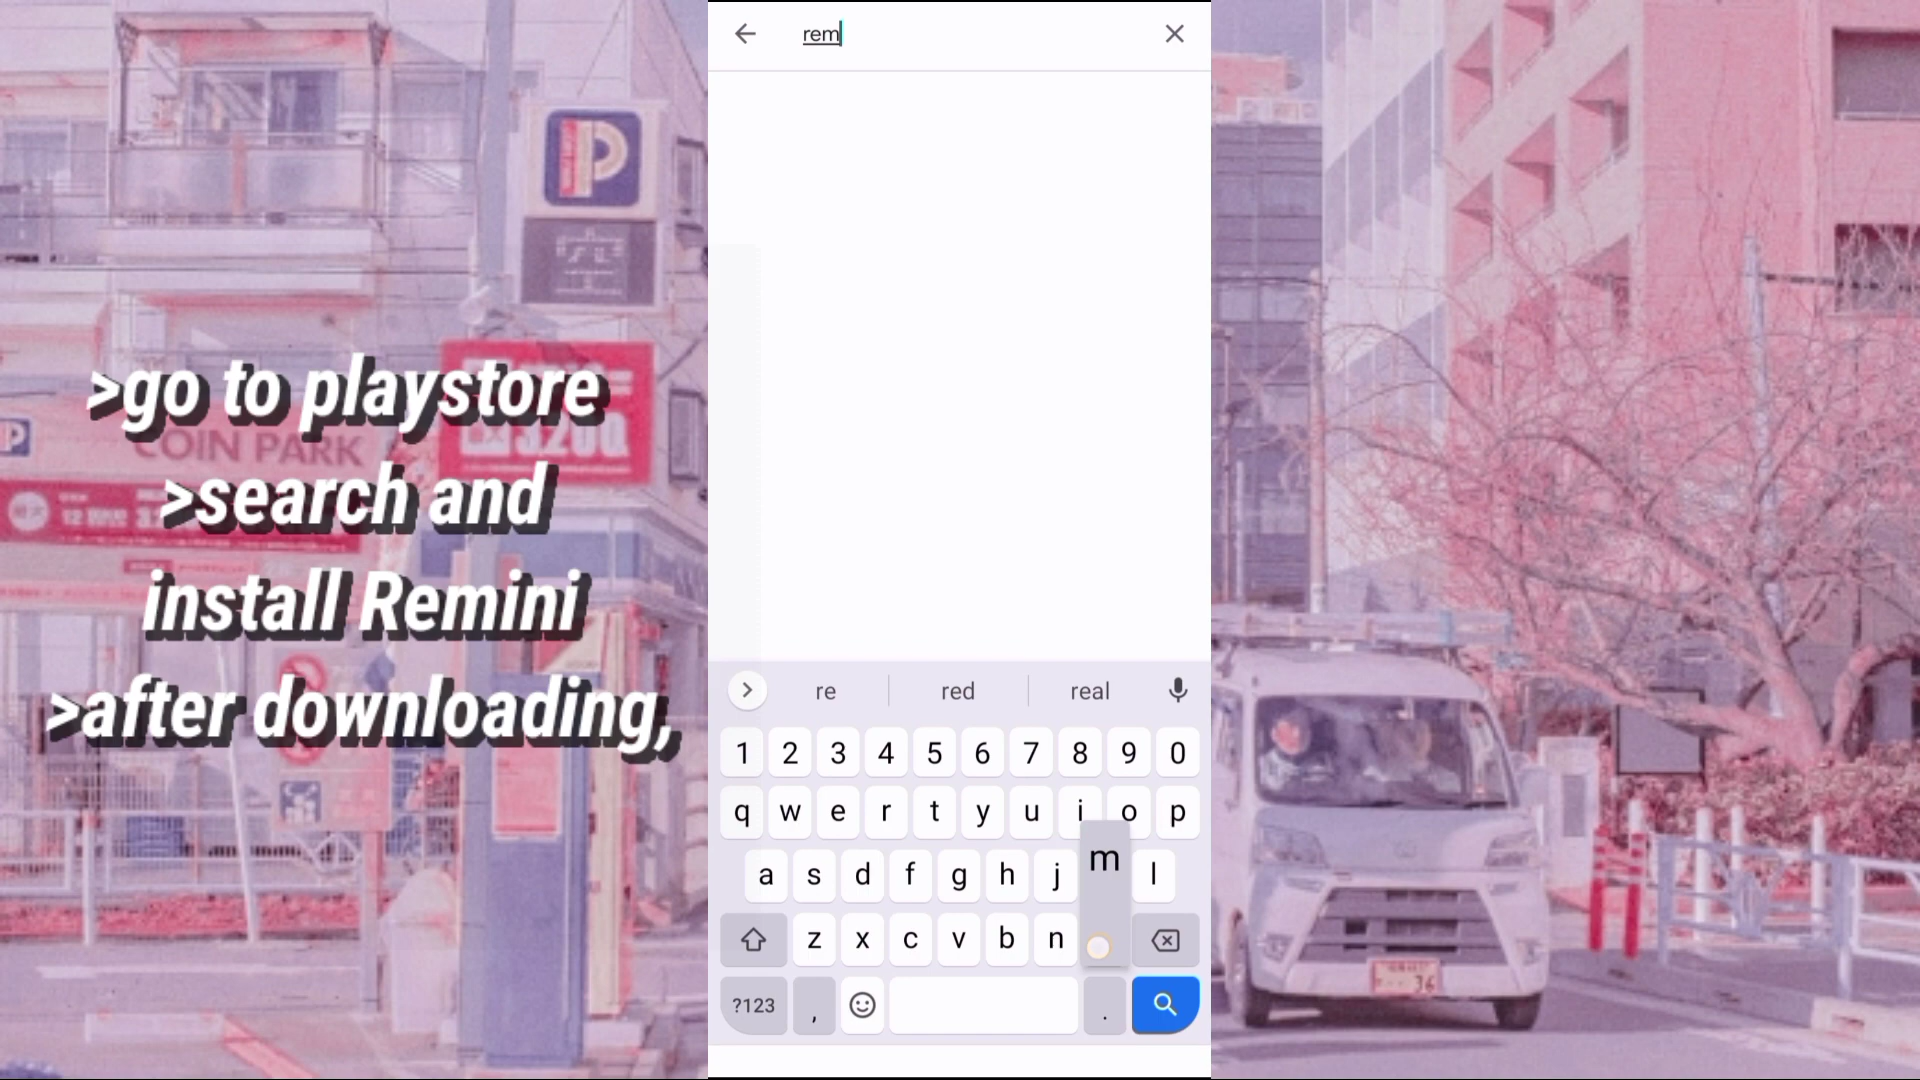 >go to playstore
>search and
install Remini
>after downloading,
rem
re red real
1 2 3 4 5 6 7 8 9 0
q w e r t y u i o p
a s d f g h j m l
z x c v b n
?123 , .
P
COIN PARK
P
36